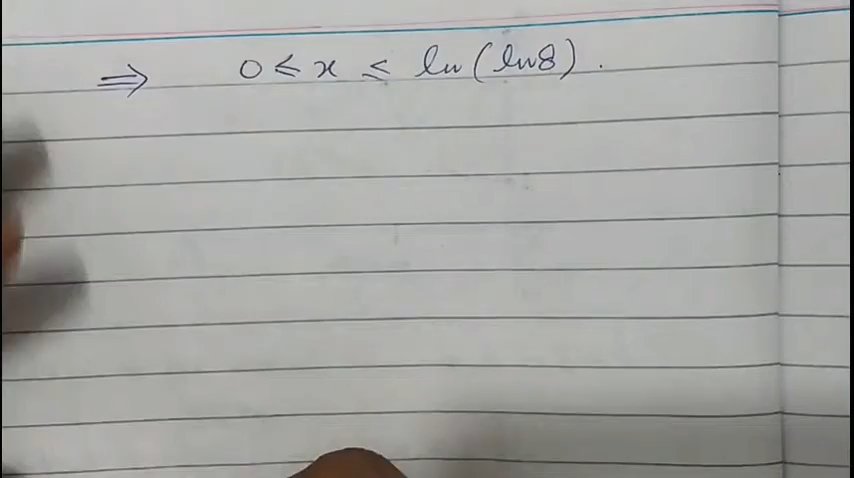 ⇒ 0 ≤ x ≤ ln(ln8).